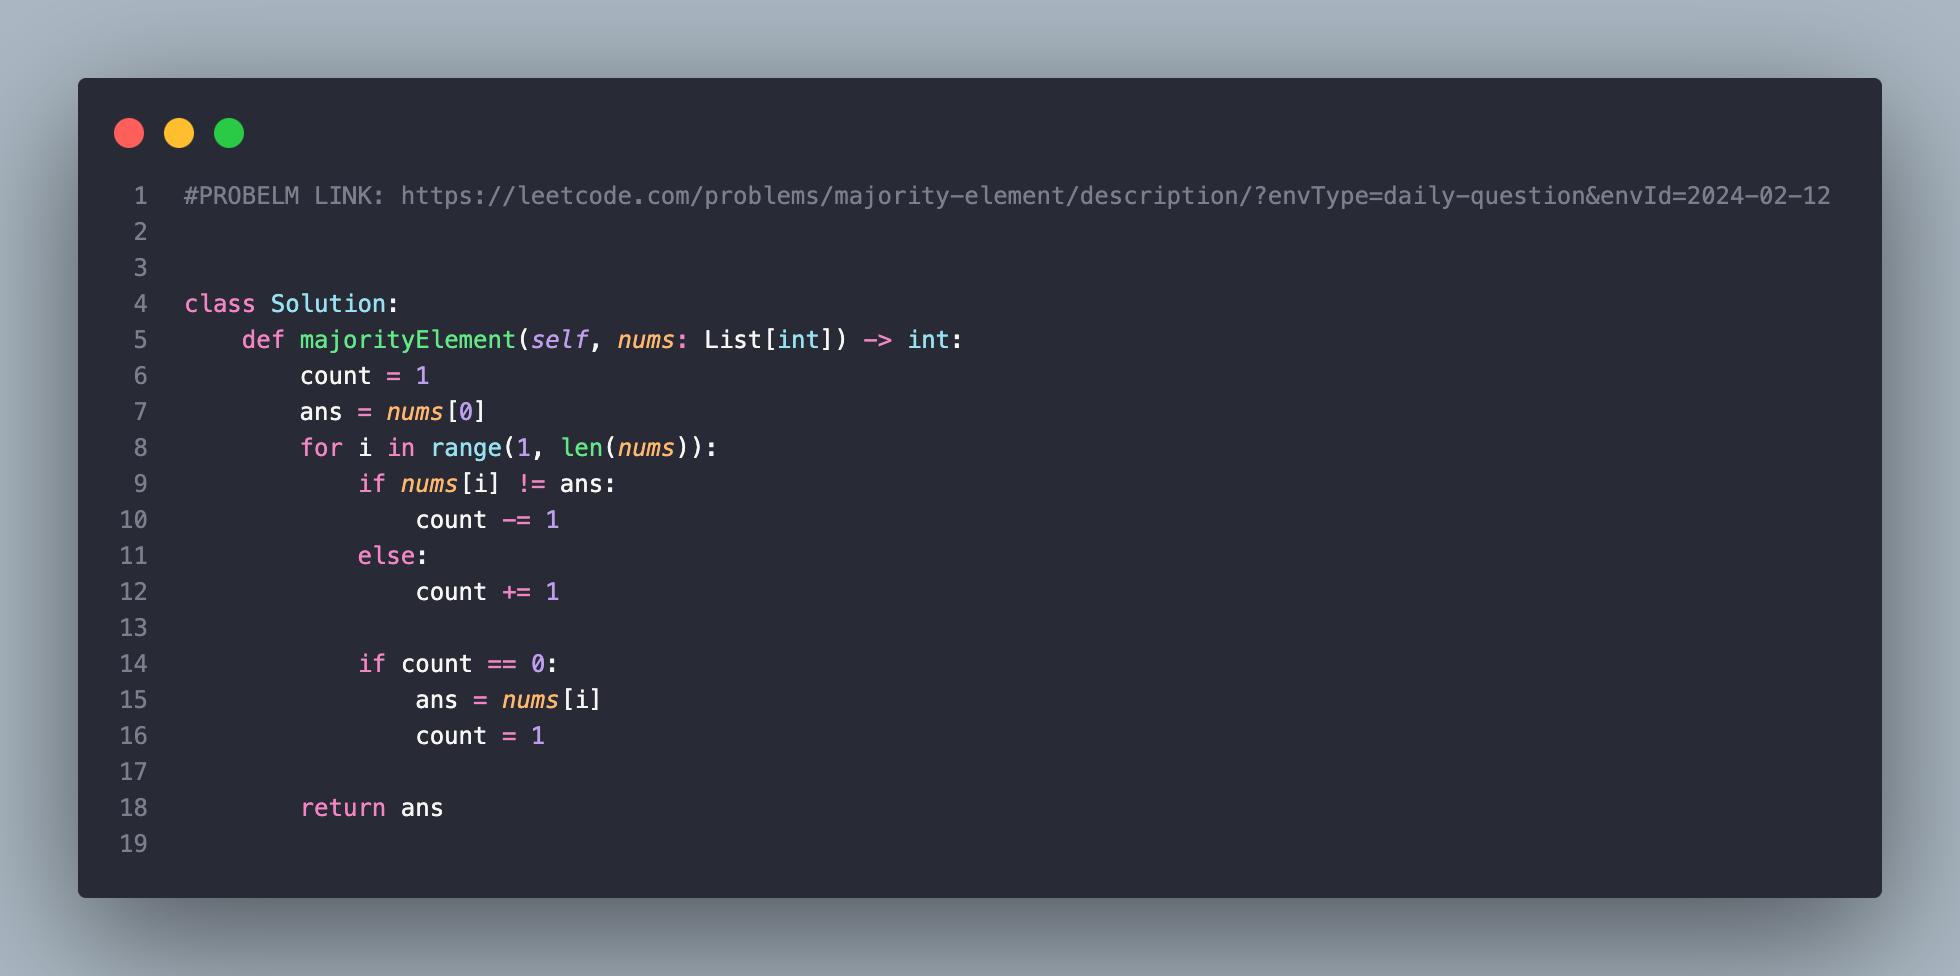 1 #PROBELM LINK: https://leetcode.com/problems/majority-element/description/?envType=daily-question&envId=2024-02-12
2
3
4 class Solution:
5     def majorityElement(self, nums: List[int]) -> int:
6         count = 1
7         ans = nums[0]
8         for i in range(1, len(nums)):
9             if nums[i] != ans:
10                 count -= 1
11             else:
12                 count += 1
13
14             if count == 0:
15                 ans = nums[i]
16                 count = 1
17
18         return ans
19